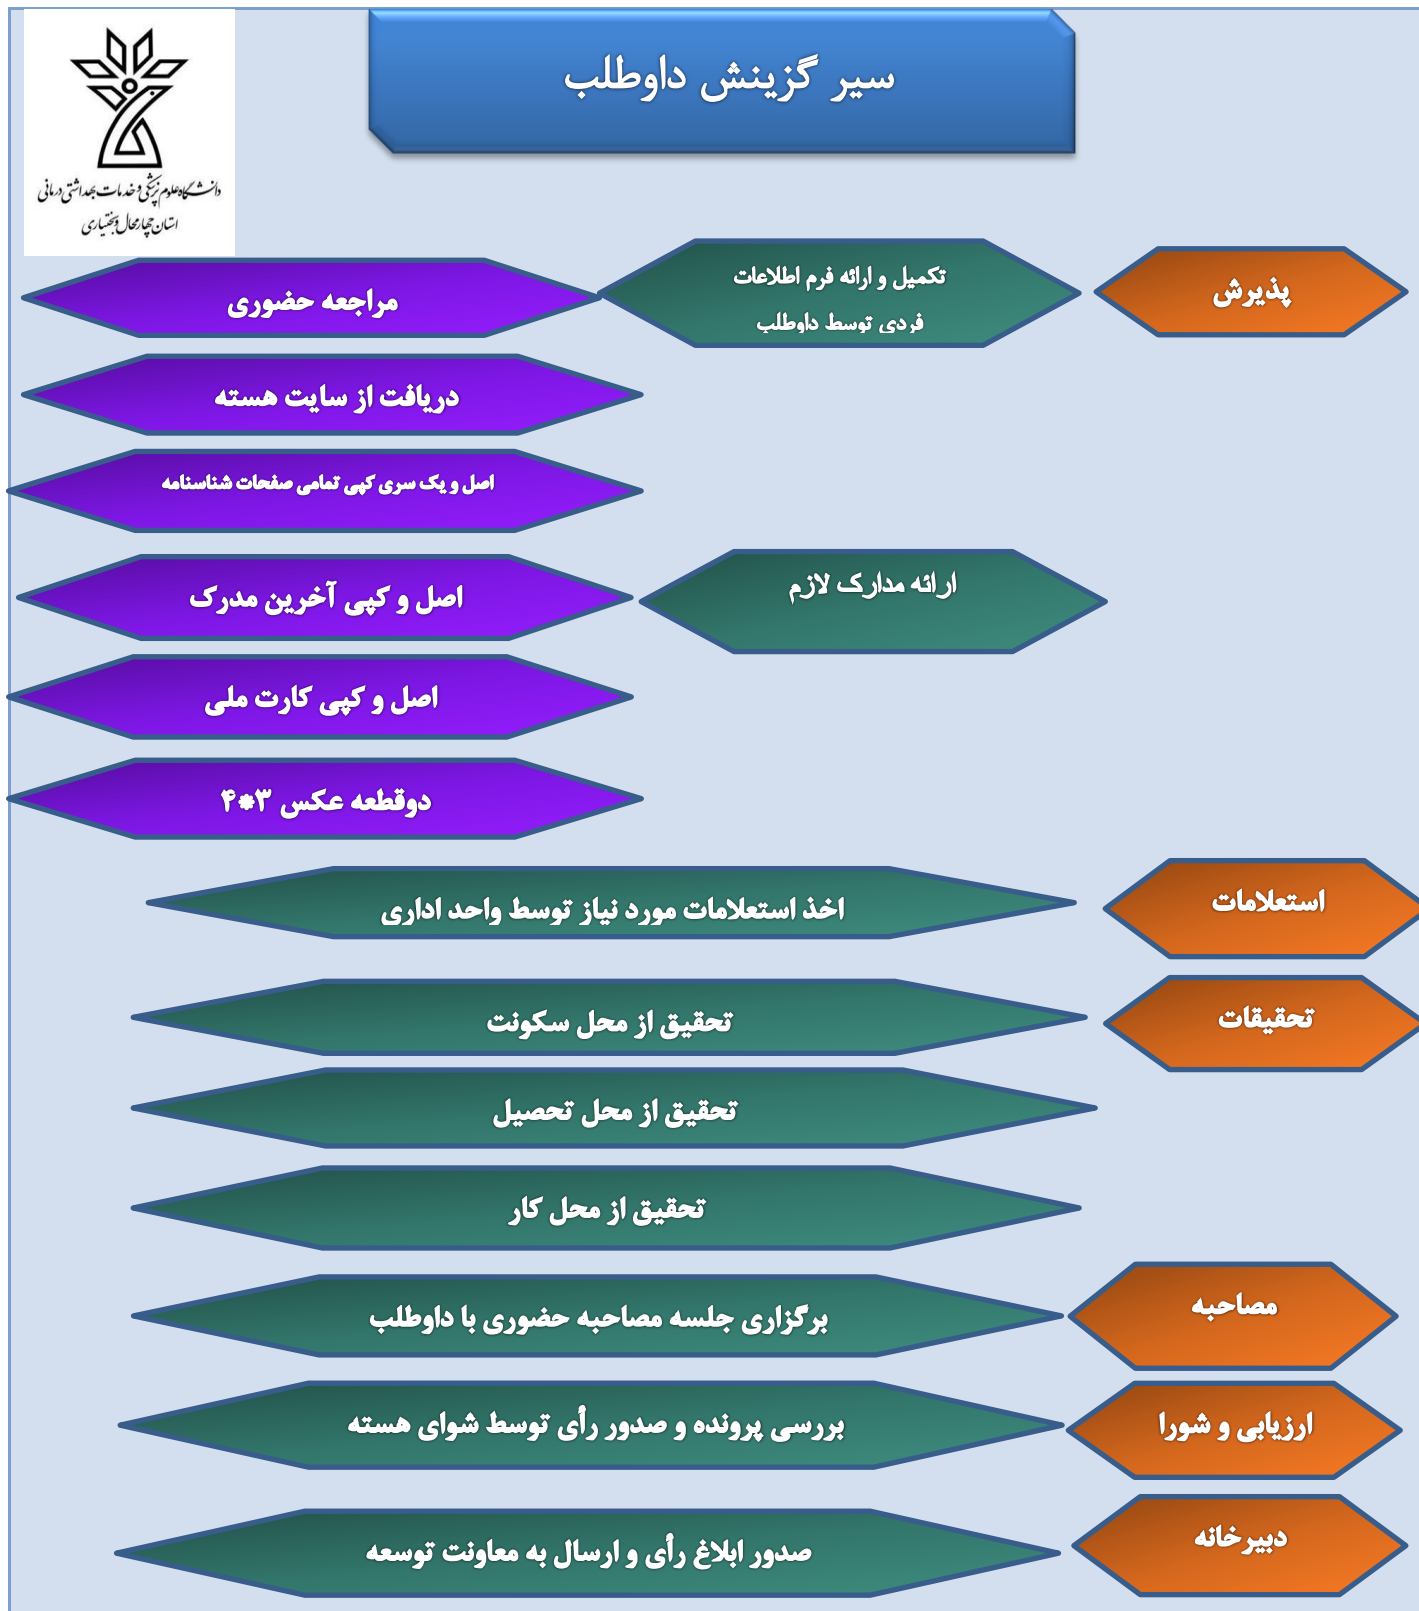 سیر گزینش داوطلب
دانشگاه علوم پزشکی و خدمات بهداشتی درمانی
استان چهارمحال و بختیاری
پذیرش
تکمیل و ارائه فرم اطلاعات
فردی توسط داوطلب
مراجعه حضوری
دریافت از سایت هسته
اصل و یک سری کپی تمامی صفحات شناسنامه
ارائه مدارک لازم
اصل و کپی آخرین مدرک
اصل و کپی کارت ملی
دوقطعه عکس ۳*۴
استعلامات
اخذ استعلامات مورد نیاز توسط واحد اداری
تحقیقات
تحقیق از محل سکونت
تحقیق از محل تحصیل
تحقیق از محل کار
مصاحبه
برگزاری جلسه مصاحبه حضوری با داوطلب
ارزیابی و شورا
بررسی پرونده و صدور رأی توسط شوای هسته
دبیرخانه
صدور ابلاغ رأی و ارسال به معاونت توسعه